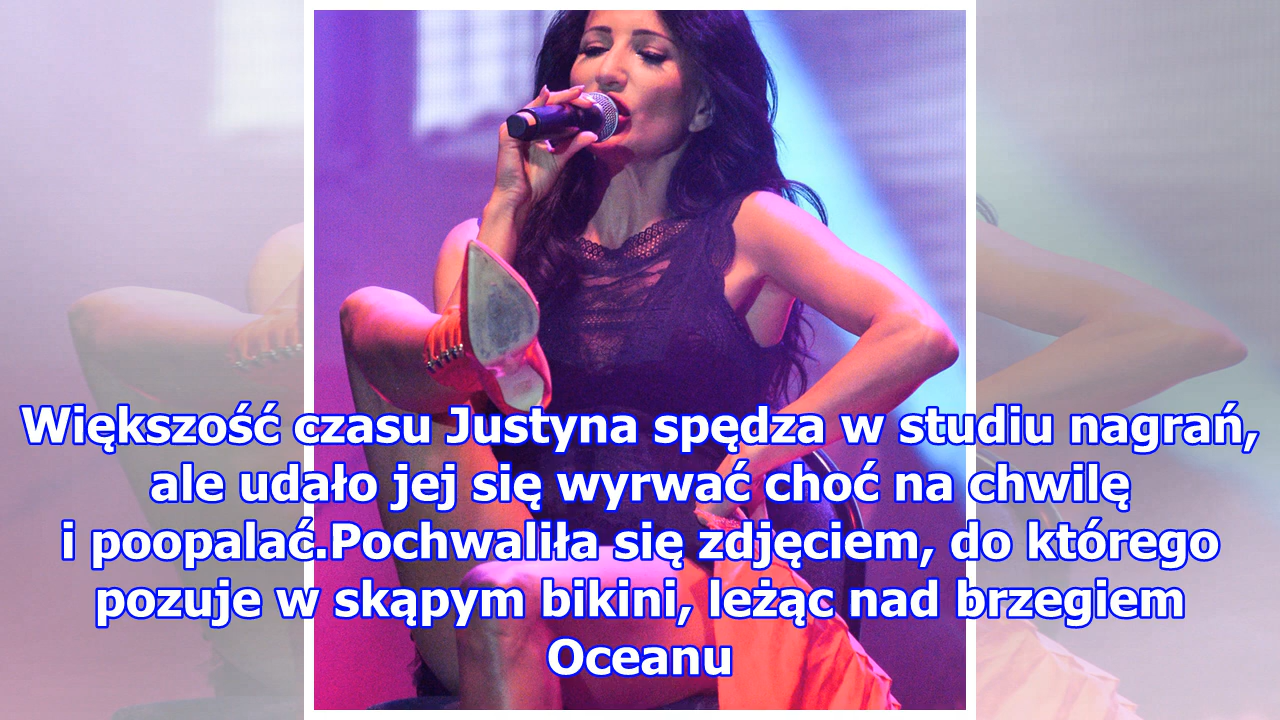 Większość czasu Justyna spędza w studiu nagrań,
ale udało jej się wyrwać choć na chwilę
i poopalać.Pochwaliła się zdjęciem, do którego
pozuje w skąpym bikini, leżąc nad brzegiem
Oceanu